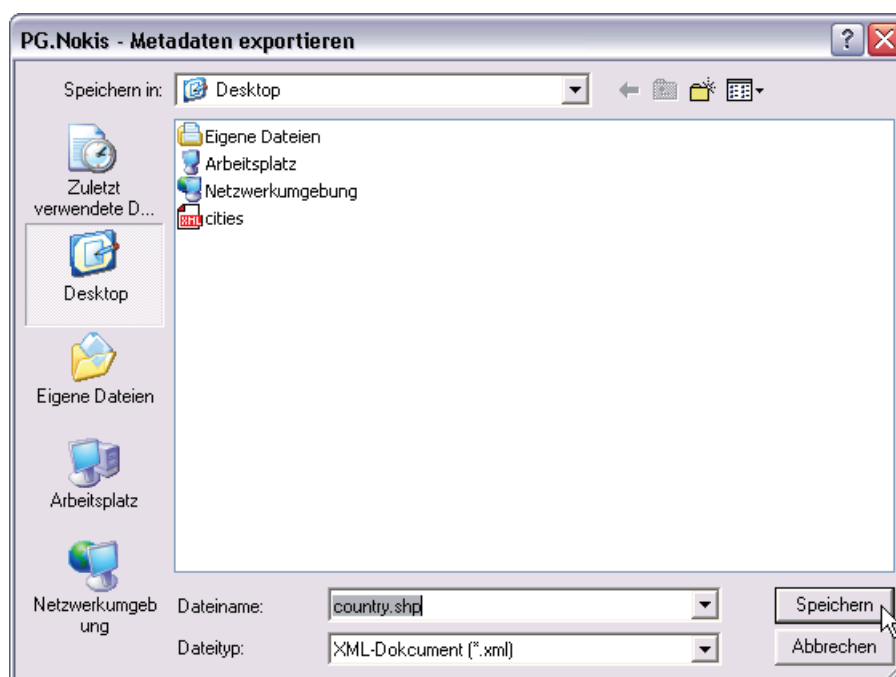 PG.Nokis - Metadaten exportieren
?
Speichern in:
Desktop
Zuletzt
verwendete D...
Desktop
Eigene Dateien
Arbeitsplatz
Netzwerkumgeb
ung
Eigene Dateien
Arbeitsplatz
Netzwerkumgebung
XML
cities
Dateiname:
country.shp
Speichern
Dateityp:
XML-Dokcument (*.xml)
Abbrechen